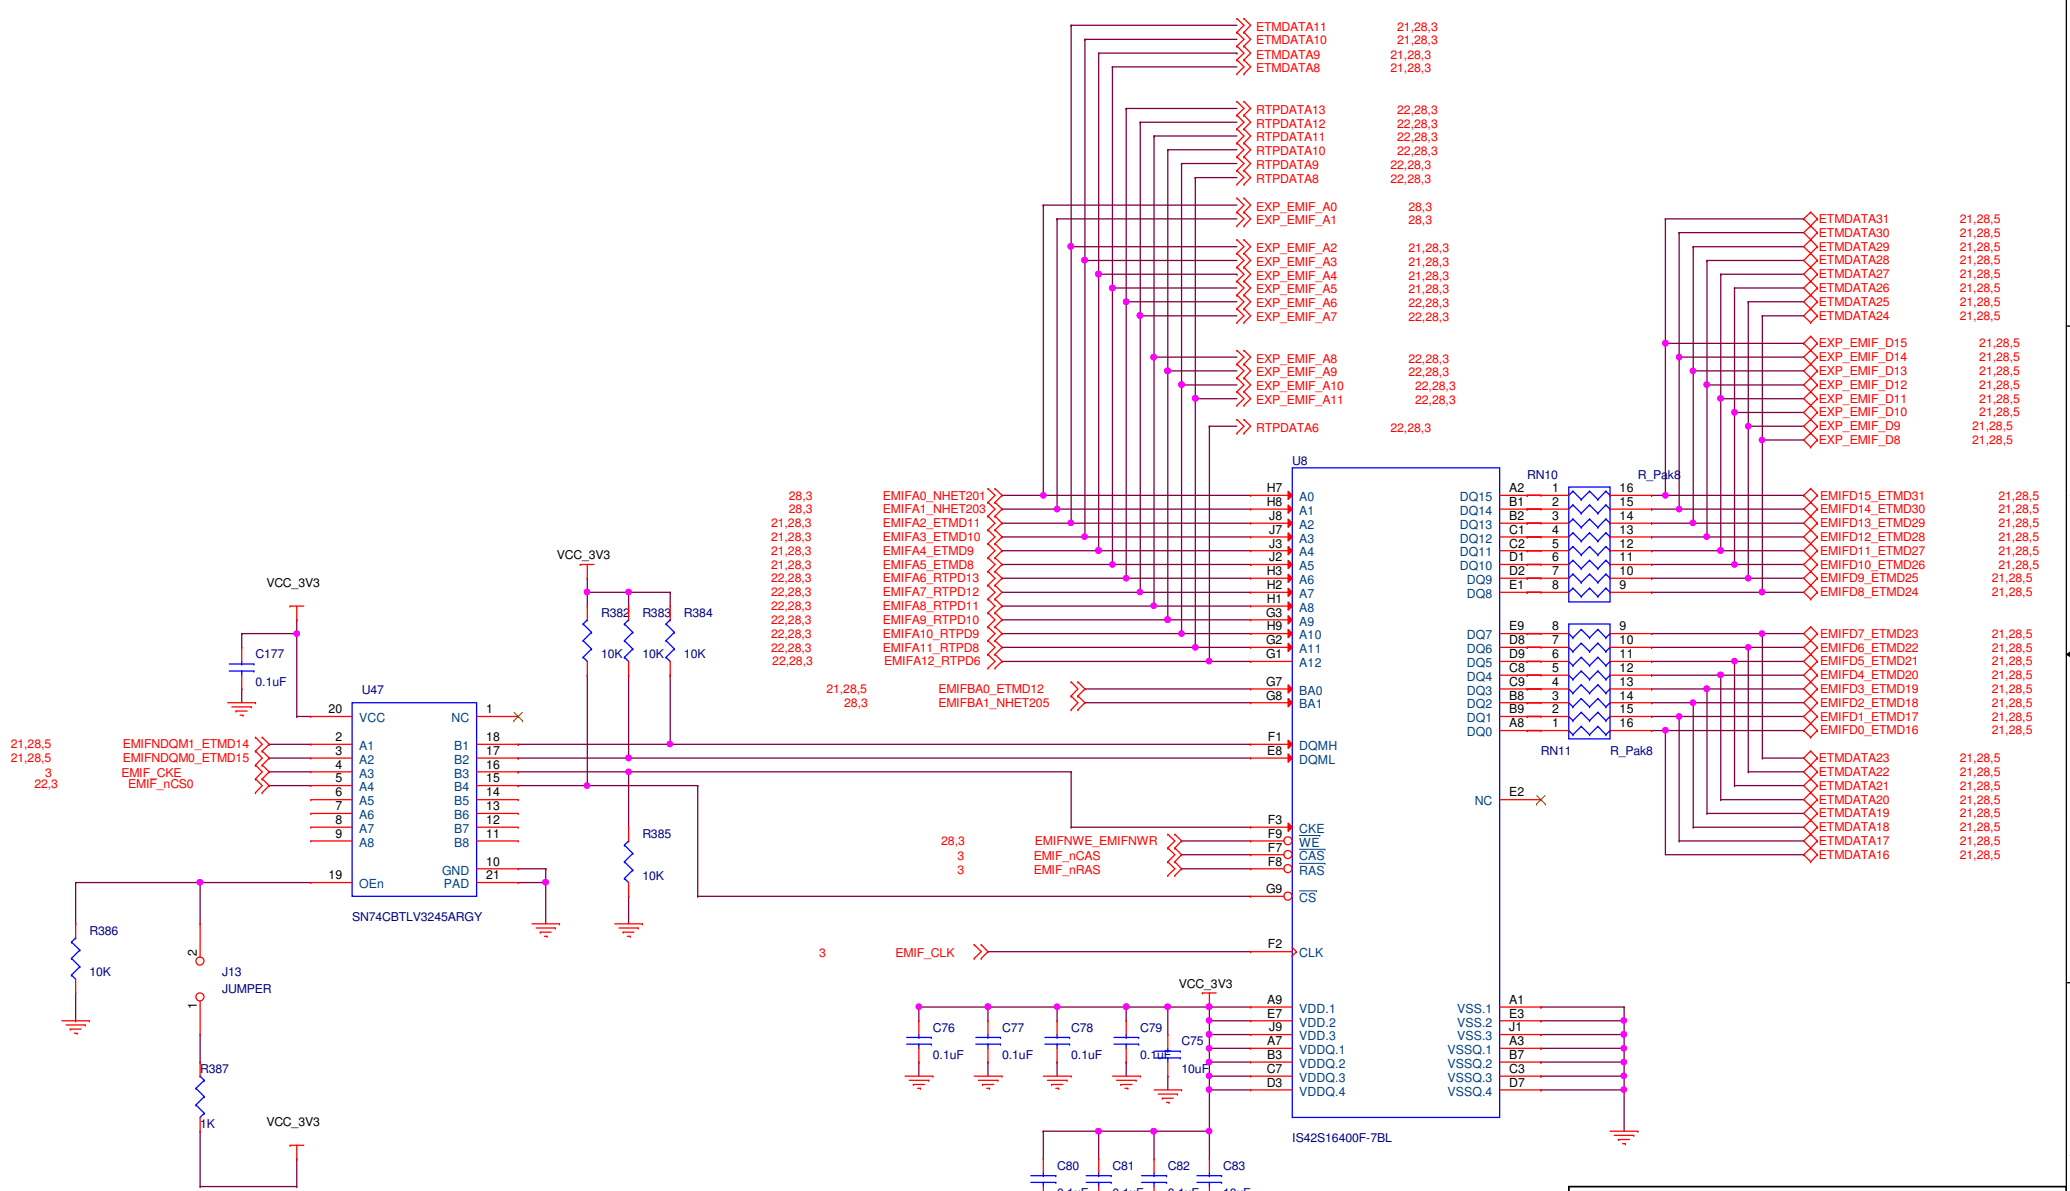 ETMDATA11 21,28,3
ETMDATA10 21,28,3
ETMDATA9 21,28,3
ETMDATA8 21,28,3
RTPDATA13 22,28,3
RTPDATA12 22,28,3
RTPDATA11 22,28,3
RTPDATA10 22,28,3
RTPDATA9 22,28,3
RTPDATA8 22,28,3
EXP_EMIF_A0 28,3
EXP_EMIF_A1 28,3
EXP_EMIF_A2 21,28,3
EXP_EMIF_A3 21,28,3
EXP_EMIF_A4 21,28,3
EXP_EMIF_A5 21,28,3
EXP_EMIF_A6 22,28,3
EXP_EMIF_A7 22,28,3
EXP_EMIF_A8 22,28,3
EXP_EMIF_A9 22,28,3
EXP_EMIF_A10 22,28,3
EXP_EMIF_A11 22,28,3
RTPDATA6 22,28,3
ETMDATA31 21,28,5
ETMDATA30 21,28,5
ETMDATA29 21,28,5
ETMDATA28 21,28,5
ETMDATA27 21,28,5
ETMDATA26 21,28,5
ETMDATA25 21,28,5
ETMDATA24 21,28,5
EXP_EMIF_D15 21,28,5
EXP_EMIF_D14 21,28,5
EXP_EMIF_D13 21,28,5
EXP_EMIF_D12 21,28,5
EXP_EMIF_D11 21,28,5
EXP_EMIF_D10 21,28,5
EXP_EMIF_D9 21,28,5
EXP_EMIF_D8 21,28,5
U8
RN10 R_Pak8
28,3 EMIFA0_NHET201 H7 A0 DQ15 A2 1 16 EMIFD15_ETMD31 21,28,5
28,3 EMIFA1_NHET203 H8 A1 DQ14 B1 2 15 EMIFD14_ETMD30 21,28,5
21,28,3 EMIFA2_ETMD11 J8 A2 DQ13 B2 3 14 EMIFD13_ETMD29 21,28,5
21,28,3 EMIFA3_ETMD10 J7 A3 DQ12 C1 4 13 EMIFD12_ETMD28 21,28,5
21,28,3 EMIFA4_ETMD9 J3 A4 DQ11 C2 5 12 EMIFD11_ETMD27 21,28,5
21,28,3 EMIFA5_ETMD8 J2 A5 DQ10 D1 6 11 EMIFD10_ETMD26 21,28,5
22,28,3 EMIFA6_RTPD13 H3 A6 DQ9 D2 7 10 EMIFD9_ETMD25 21,28,5
22,28,3 EMIFA7_RTPD12 H2 A7 DQ8 E1 8 9 EMIFD8_ETMD24 21,28,5
22,28,3 EMIFA8_RTPD11 H1 A8
22,28,3 EMIFA9_RTPD10 G3 A9
22,28,3 EMIFA10_RTPD9 H9 A10 DQ7 E9 8 9 EMIFD7_ETMD23 21,28,5
22,28,3 EMIFA11_RTPD8 G2 A11 DQ6 D8 7 10 EMIFD6_ETMD22 21,28,5
22,28,3 EMIFA12_RTPD6 G1 A12 DQ5 D9 6 11 EMIFD5_ETMD21 21,28,5
DQ4 C8 5 12 EMIFD4_ETMD20 21,28,5
21,28,5 EMIFBA0_ETMD12 G7 BA0 DQ3 C9 4 13 EMIFD3_ETMD19 21,28,5
28,3 EMIFBA1_NHET205 G8 BA1 DQ2 B8 3 14 EMIFD2_ETMD18 21,28,5
DQ1 B9 2 15 EMIFD1_ETMD17 21,28,5
DQ0 A8 1 16 EMIFD0_ETMD16 21,28,5
RN11 R_Pak8
F1 DQMH
E8 DQML
ETMDATA23 21,28,5
ETMDATA22 21,28,5
ETMDATA21 21,28,5
ETMDATA20 21,28,5
ETMDATA19 21,28,5
ETMDATA18 21,28,5
ETMDATA17 21,28,5
ETMDATA16 21,28,5
NC E2
VCC_3V3
R382 R383 R384
10K 10K 10K
VCC_3V3
C177
0.1uF
U47
20 VCC NC 1
21,28,5 EMIFNDQM1_ETMD14 2 A1 B1 18
21,28,5 EMIFNDQM0_ETMD15 3 A2 B2 17
3 EMIF_CKE 4 A3 B3 16
22,3 EMIF_nCS0 5 A4 B4 15
6 A5 B5 14
7 A6 B6 13
8 A7 B7 12
9 A8 B8 11
GND 10
19 OEn PAD 21
SN74CBTLV3245ARGY
R385
10K
F3 CKE
28,3 EMIFNWE_EMIFNWR F9 WE
3 EMIF_nCAS F7 CAS
3 EMIF_nRAS F8 RAS
G9 CS
3 EMIF_CLK F2 CLK
R386
10K
2
J13
JUMPER
1
R387
1K
VCC_3V3
VCC_3V3
A9 VDD.1 VSS.1 A1
E7 VDD.2 VSS.2 E3
J9 VDD.3 VSS.3 J1
A7 VDDQ.1 VSSQ.1 A3
B3 VDDQ.2 VSSQ.2 B7
C7 VDDQ.3 VSSQ.3 C3
D3 VDDQ.4 VSSQ.4 D7
C76 C77 C78 C79 C75
0.1uF 0.1uF 0.1uF 0.1uF 10uF
IS42S16400F-7BL
C80 C81 C82 C83